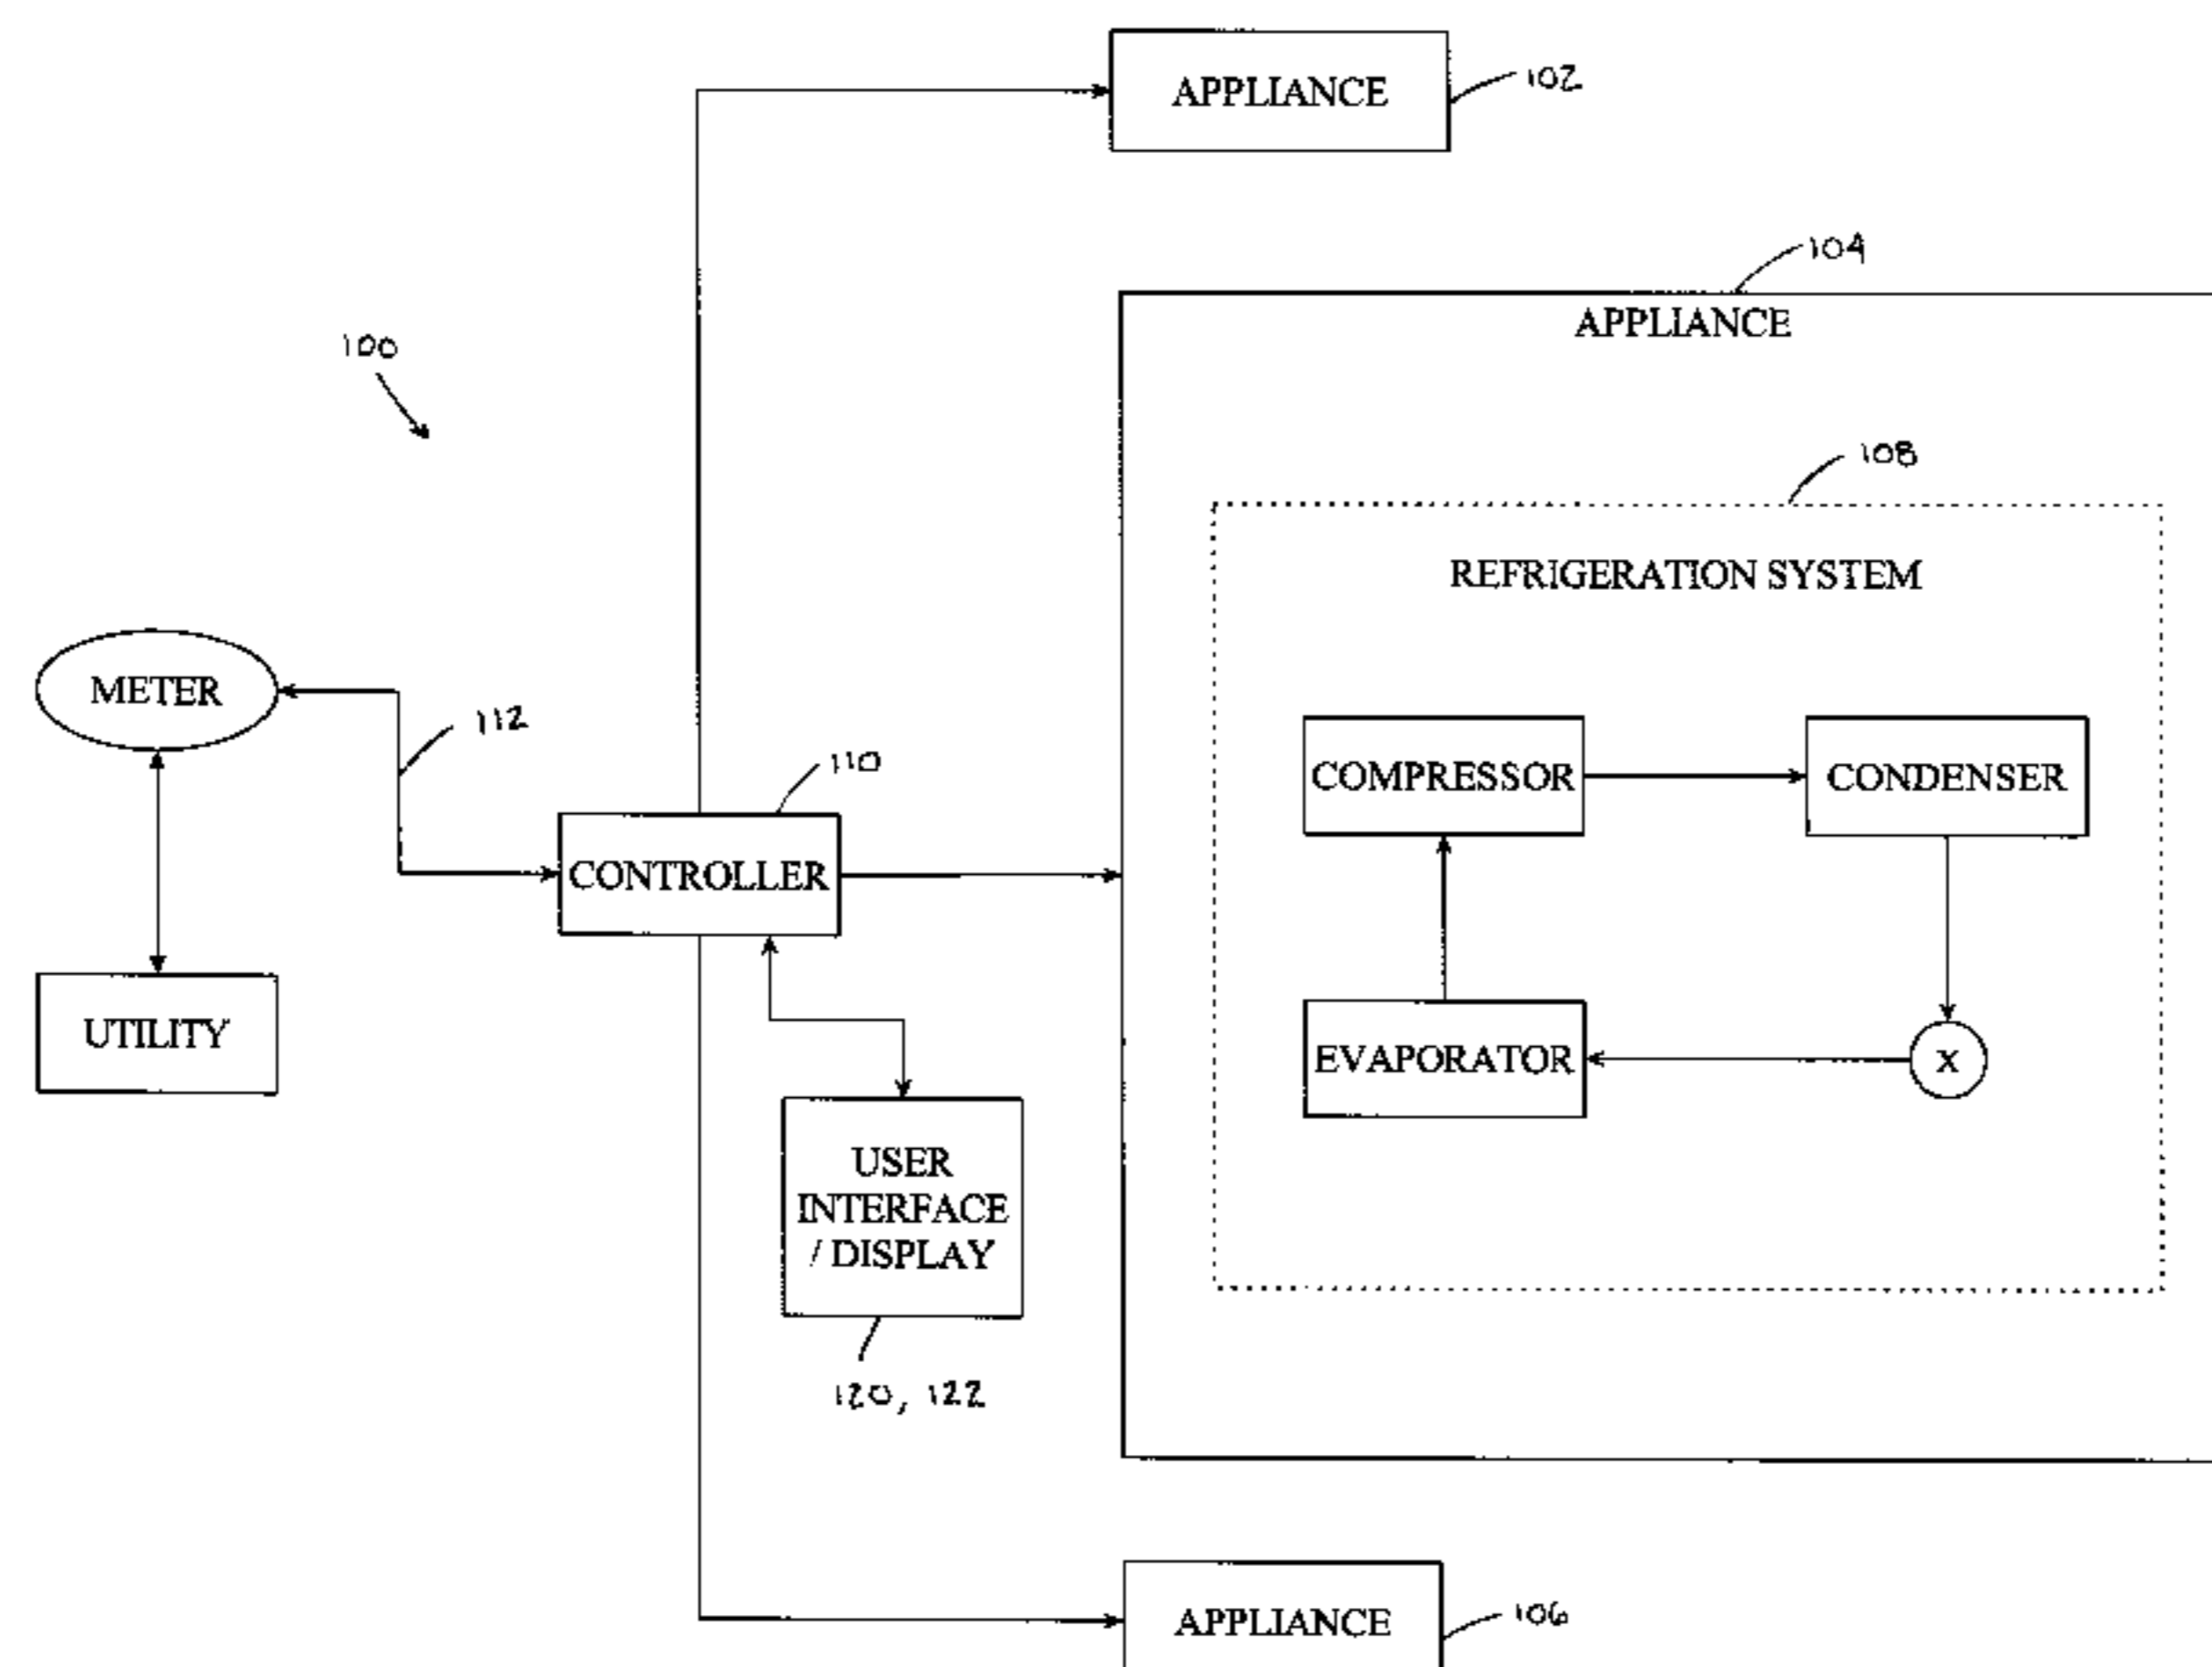 APPLIANCE
102
104
APPLIANCE
100
108
REFRIGERATION SYSTEM
METER
112
110
COMPRESSOR
CONDENSER
CONTROLLER
UTILITY
EVAPORATOR
X
USER
INTERFACE
/ DISPLAY
120, 122
APPLIANCE
106